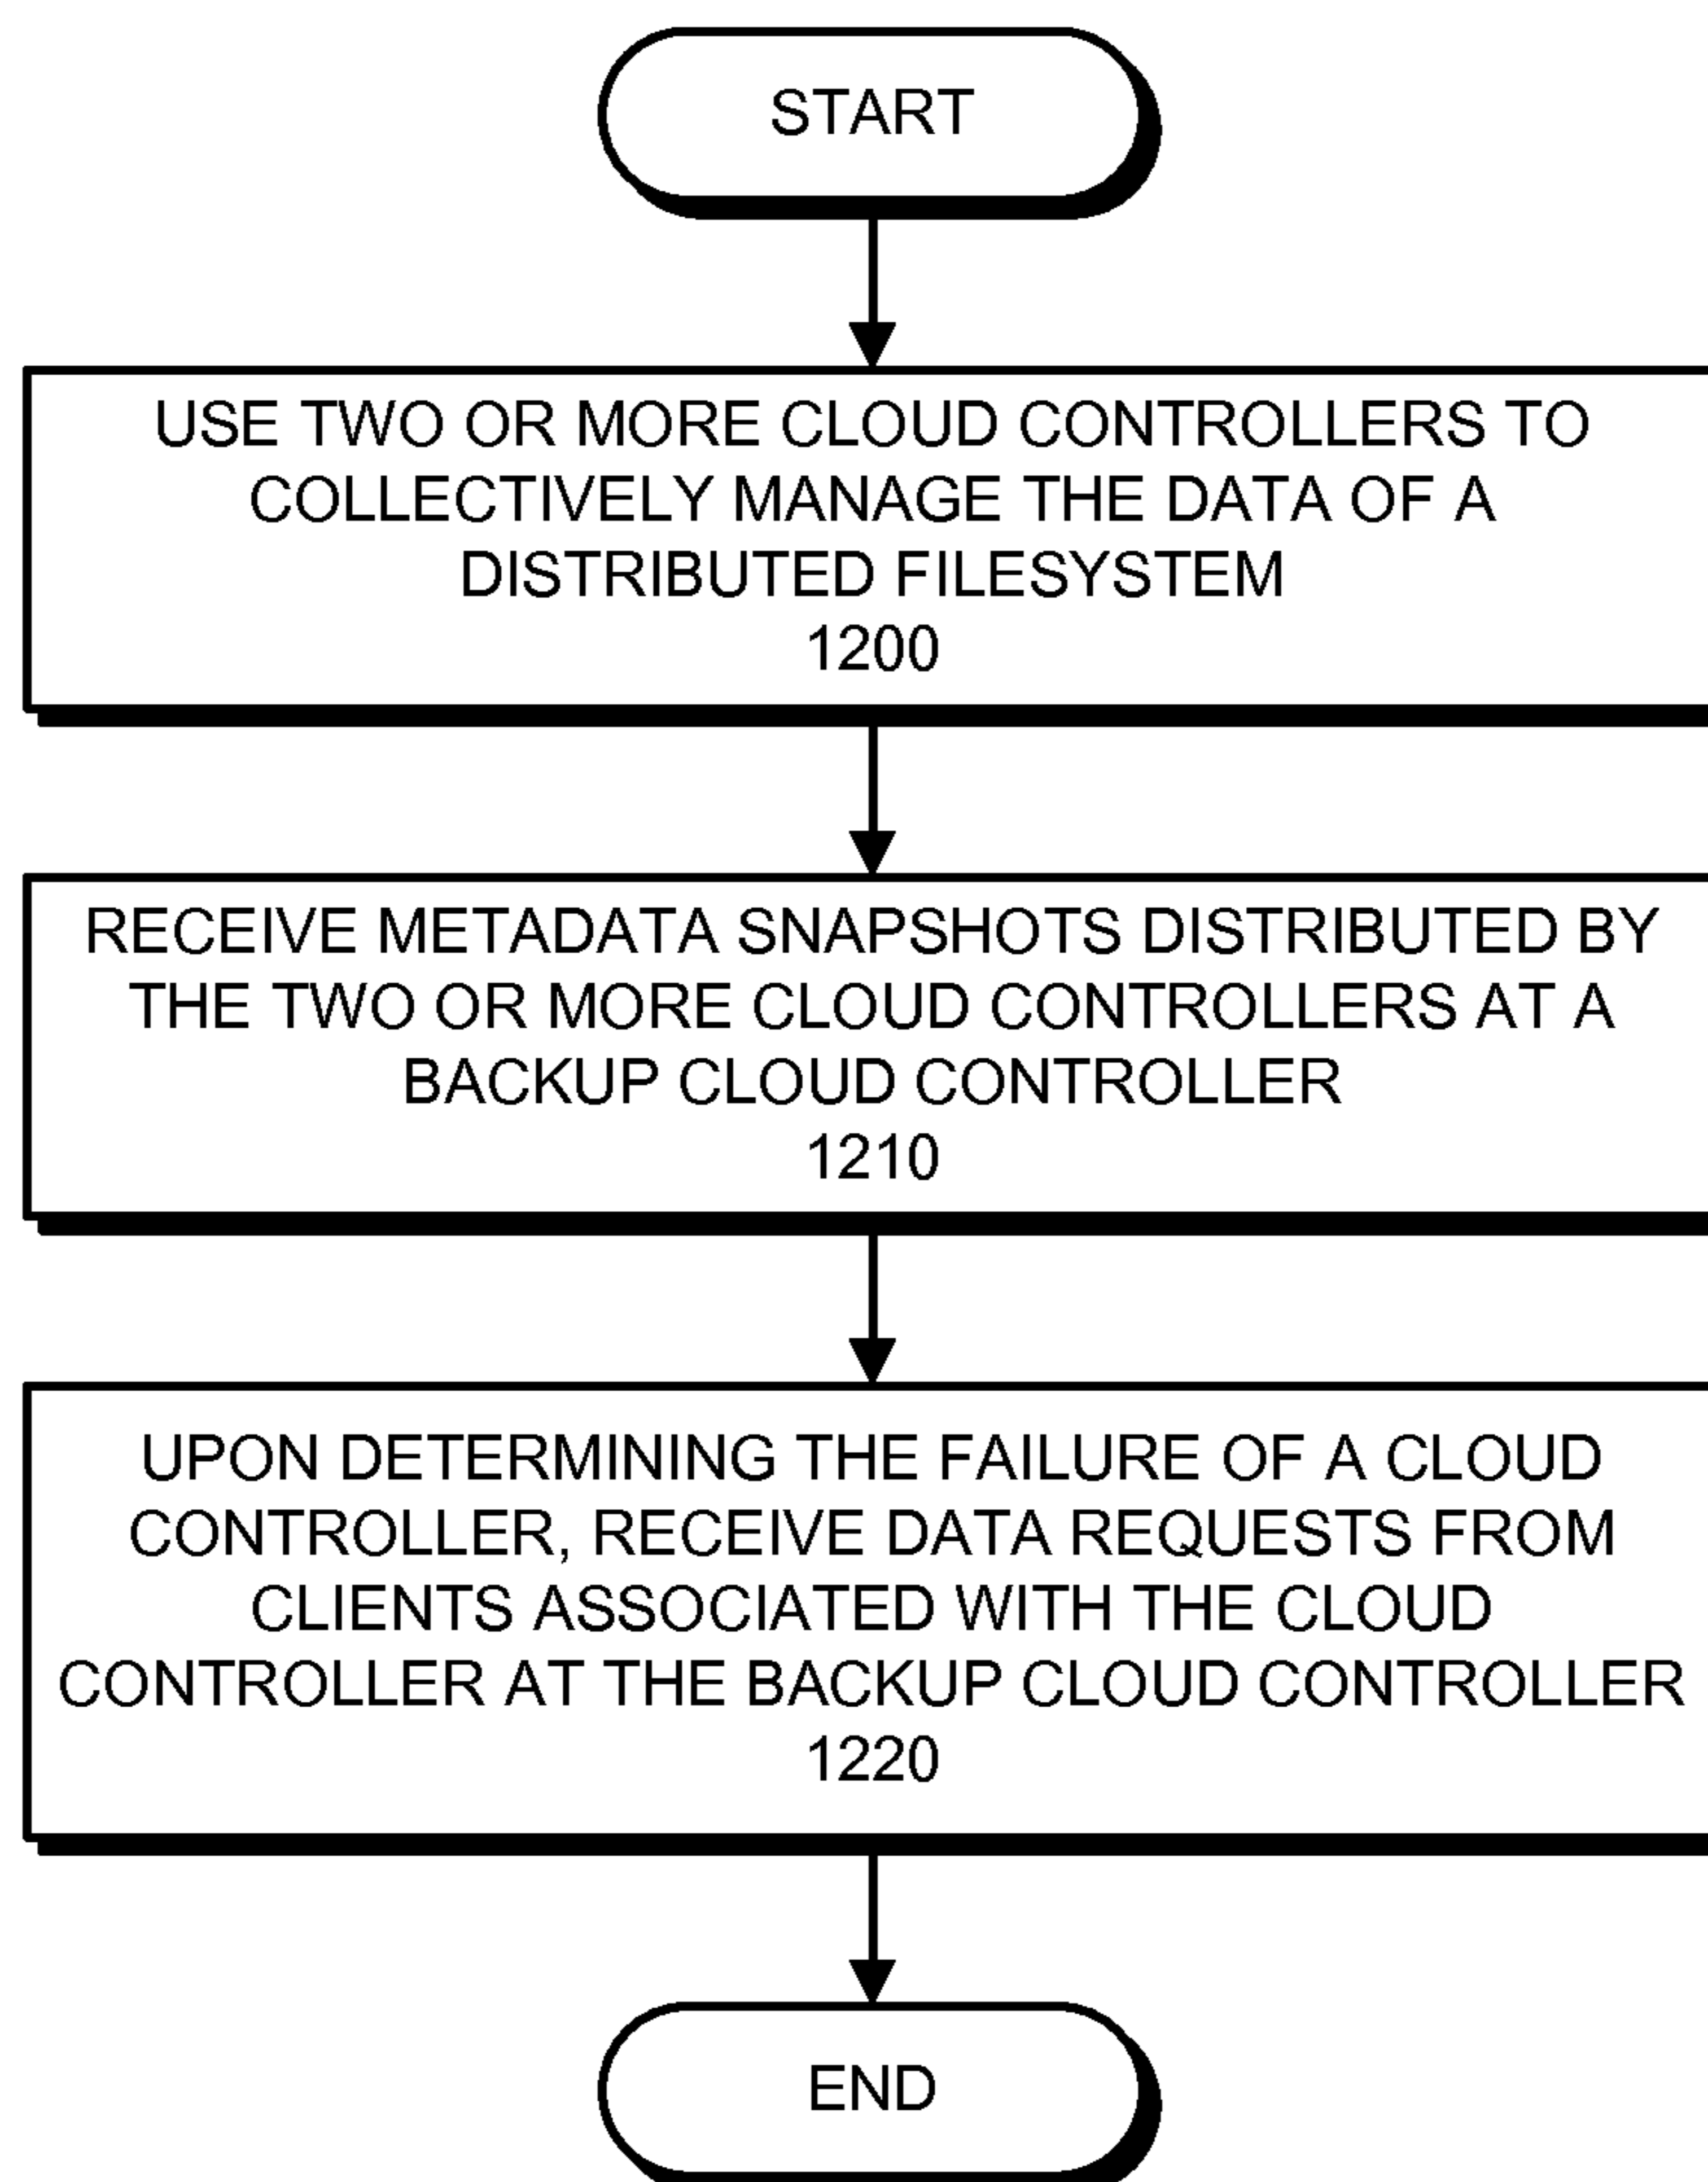 START
USE TWO OR MORE CLOUD CONTROLLERS TO
COLLECTIVELY MANAGE THE DATA OF A
DISTRIBUTED FILESYSTEM
1200
RECEIVE METADATA SNAPSHOTS DISTRIBUTED BY
THE TWO OR MORE CLOUD CONTROLLERS AT A
BACKUP CLOUD CONTROLLER
1210
UPON DETERMINING THE FAILURE OF A CLOUD
CONTROLLER, RECEIVE DATA REQUESTS FROM
CLIENTS ASSOCIATED WITH THE CLOUD
CONTROLLER AT THE BACKUP CLOUD CONTROLLER
1220
END